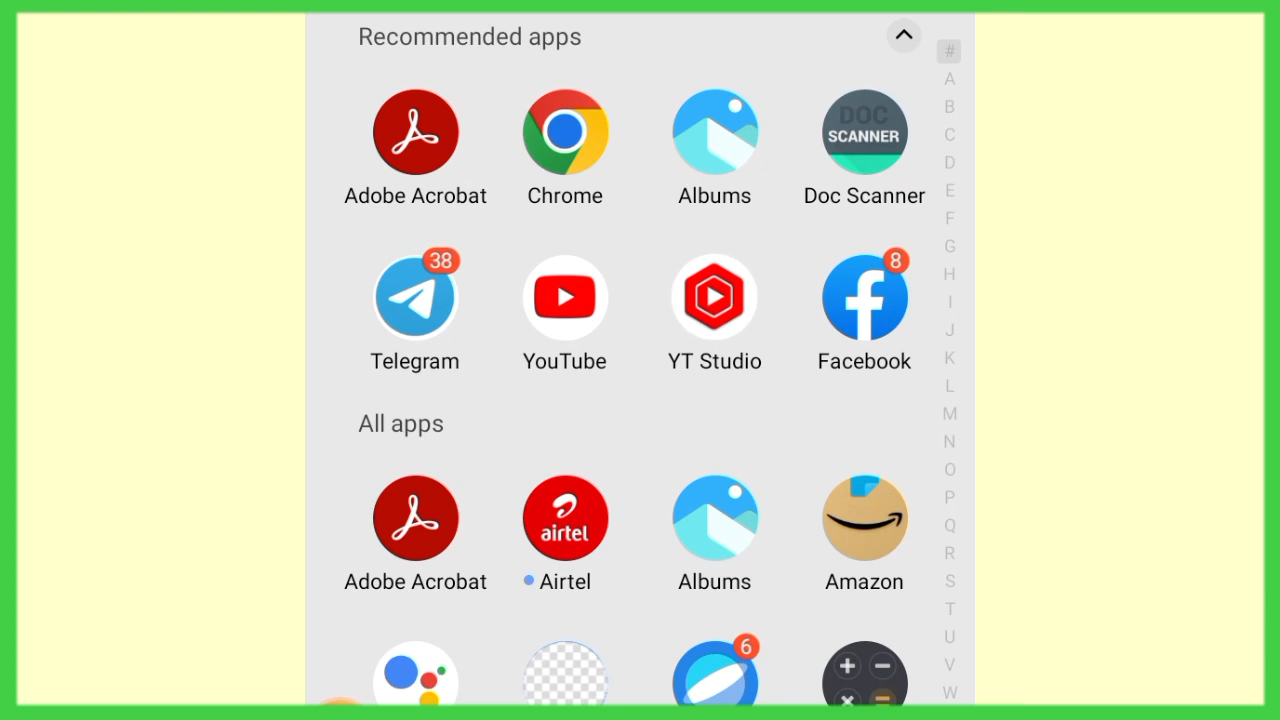 Recommended apps
#
A
B
C
D
E
F
G
H
I
J
K
L
M
N
O
P
Q
R
S
T
U
V
W
DOC
SCANNER
Adobe Acrobat Chrome Albums Doc Scanner
38 8
Telegram YouTube YT Studio Facebook
All apps
airtel
Adobe Acrobat Airtel Albums Amazon
6
+ −
× =